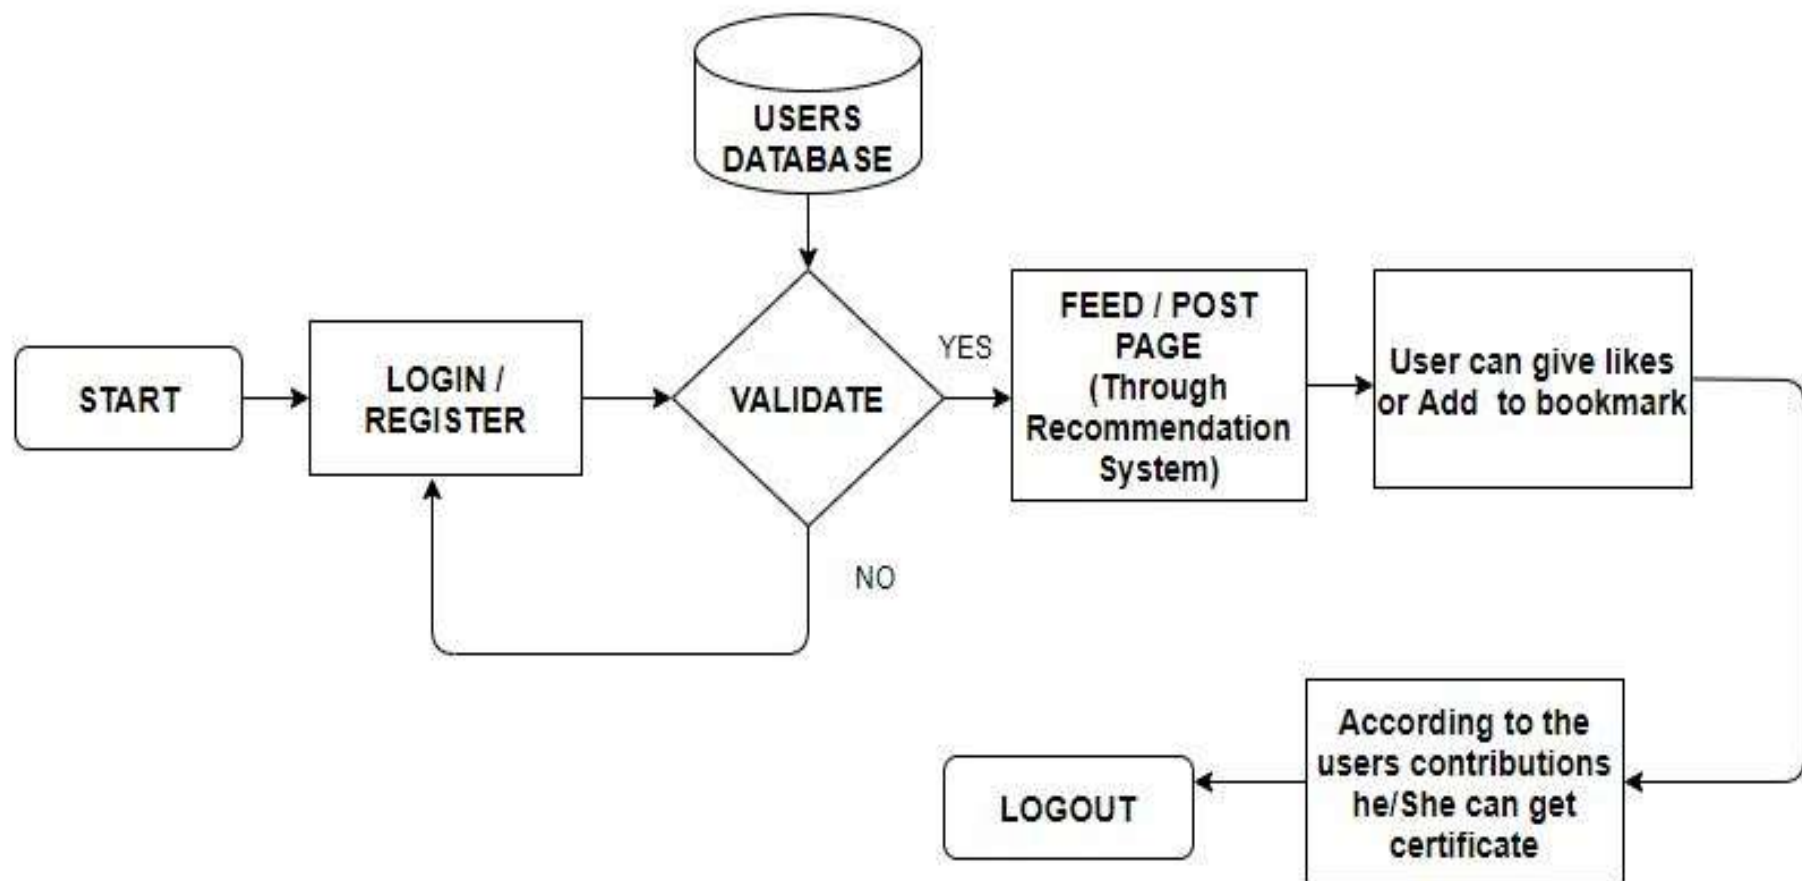 USERS
DATABASE
START
LOGIN /
REGISTER
VALIDATE
YES
NO
FEED / POST
PAGE
(Through
Recommendation
System)
User can give likes
or Add to bookmark
According to the
users contributions
he/She can get
certificate
LOGOUT